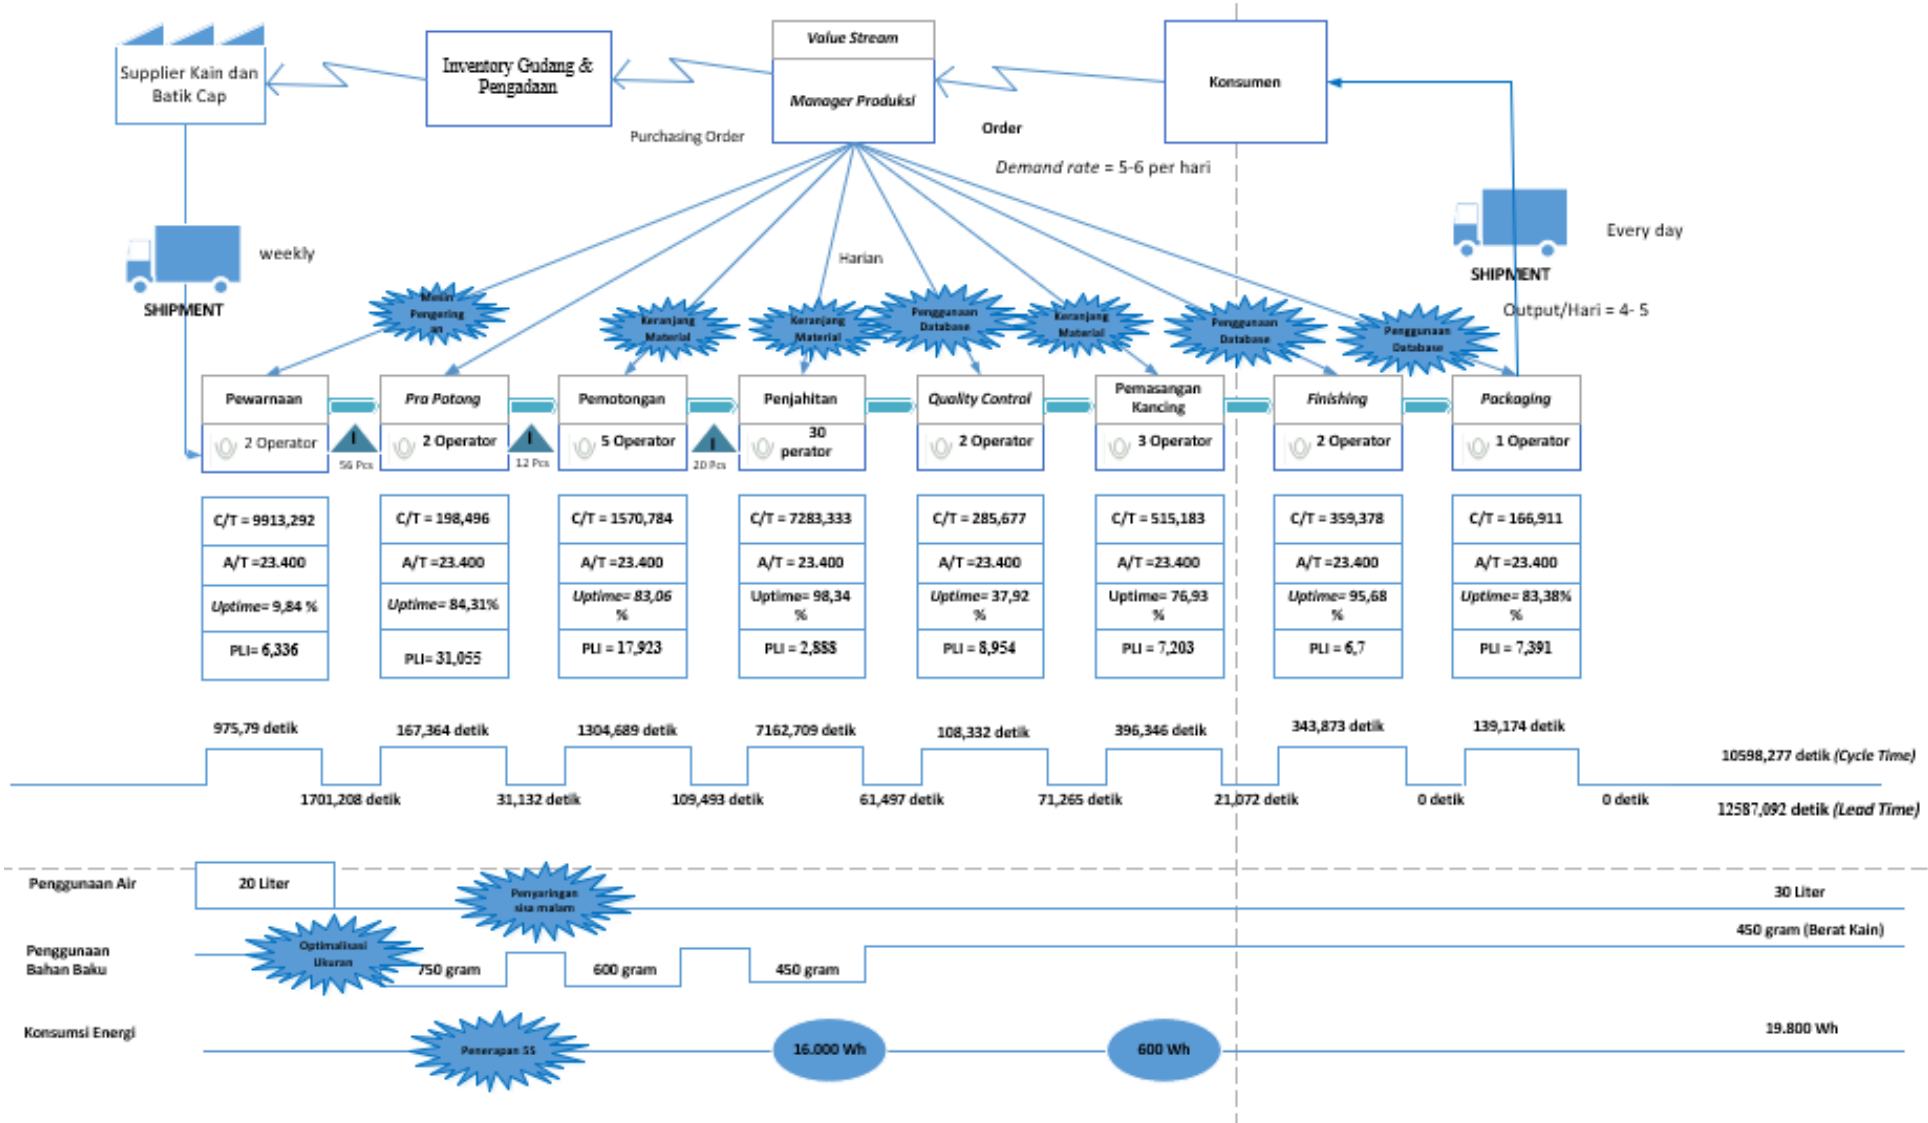 Supplier Kain dan
Batik Cap
Inventory Gudang &
Pengadaan
Value Stream
Manager Produksi
Konsumen
Purchasing Order
Order
Demand rate = 5-6 per hari
weekly
SHIPMENT
Harian
Every day
SHIPMENT
Output/Hari = 4- 5
Mesin
Pengering
an
Keranjang
Material
Keranjang
Material
Penggunaan
Database
Keranjang
Material
Penggunaan
Database
Penggunaan
Database
Pewarnaan
2 Operator
Pra Potong
2 Operator
Pemotongan
5 Operator
Penjahitan
30
perator
Quality Control
2 Operator
Pemasangan
Kancing
3 Operator
Finishing
2 Operator
Packaging
1 Operator
I
56 Pcs
I
12 Pcs
I
20 Pcs
C/T = 9913,292
A/T =23.400
Uptime= 9,84 %
PLI= 6,336
C/T = 198,496
A/T =23.400
Uptime= 84,31%
PLI= 31,055
C/T = 1570,784
A/T =23.400
Uptime= 83,06
%
PLI = 17,923
C/T = 7283,333
A/T = 23.400
Uptime= 98,34
%
PLI = 2,888
C/T = 285,677
A/T =23.400
Uptime= 37,92
%
PLI = 8,954
C/T = 515,183
A/T = 23.400
Uptime= 76,93
%
PLI = 7,203
C/T = 359,378
A/T =23.400
Uptime= 95,68
%
PLI = 6,7
C/T = 166,911
A/T =23.400
Uptime= 83,38%
%
PLI = 7,391
975,79 detik
167,364 detik
1304,689 detik
7162,709 detik
108,332 detik
396,346 detik
343,873 detik
139,174 detik
10598,277 detik (Cycle Time)
1701,208 detik
31,132 detik
109,493 detik
61,497 detik
71,265 detik
21,072 detik
0 detik
0 detik
12587,092 detik (Lead Time)
Penggunaan Air
20 Liter
Penyaringan
sisa malam
30 Liter
Penggunaan
Bahan Baku
Optimalisasi
Ukuran
750 gram
600 gram
450 gram
450 gram (Berat Kain)
Konsumsi Energi
Penerapan 5S
16.000 Wh
600 Wh
19.800 Wh